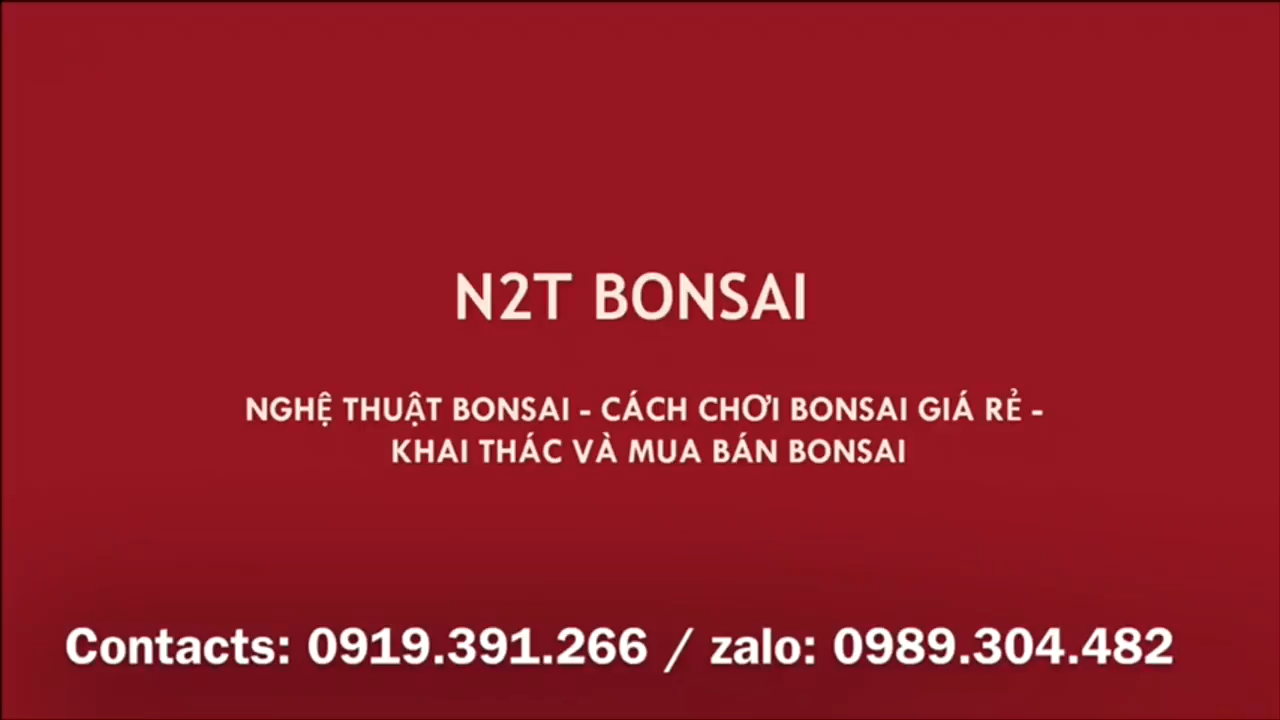 N2T BONSAI
NGHỆ THUẬT BONSAI - CÁCH CHƠI BONSAI GIÁ RẺ -
KHAI THÁC VÀ MUA BÁN BONSAI
Contacts: 0919.391.266 / zalo: 0989.304.482